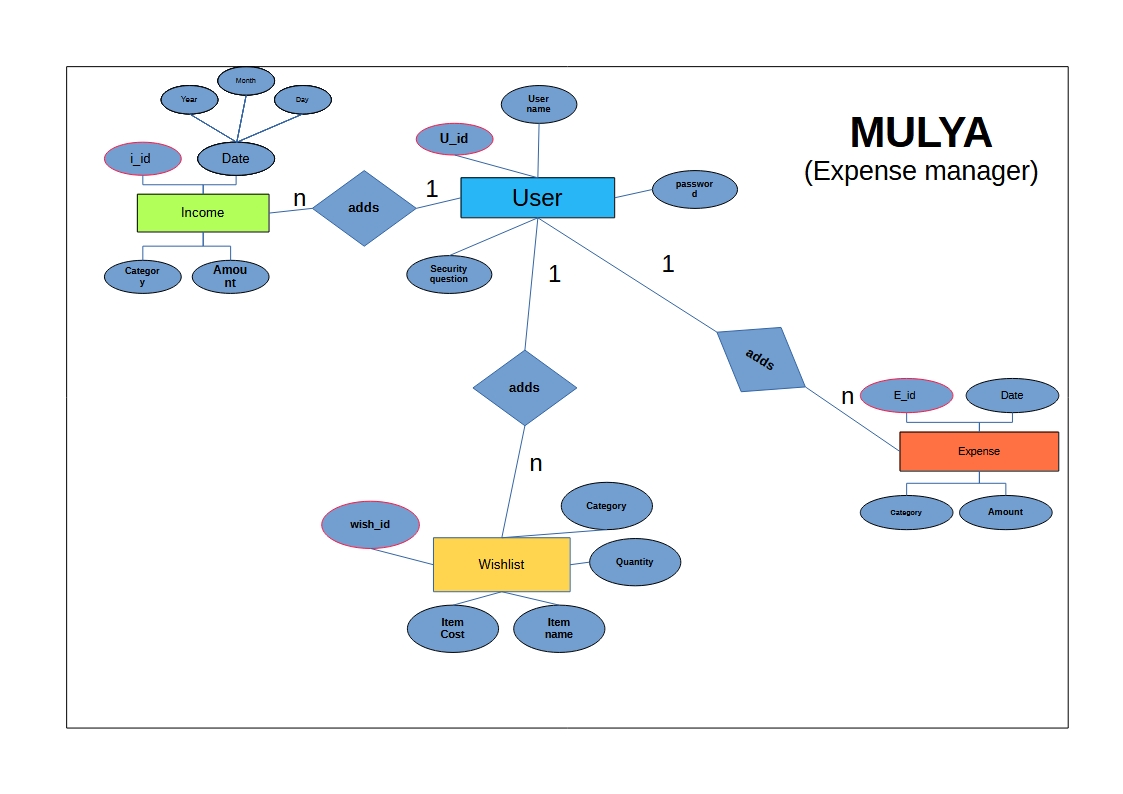 Month
Year
Day
i_id
Date
Income
Categor
y
Amou
nt
n
adds
1
U_id
User
name
User
passwor
d
Security
question
MULYA
(Expense manager)
1
1
adds
n
adds
n
E_id
Date
Expense
Category
Amount
wish_id
Category
Wishlist
Quantity
Item
Cost
Item
name